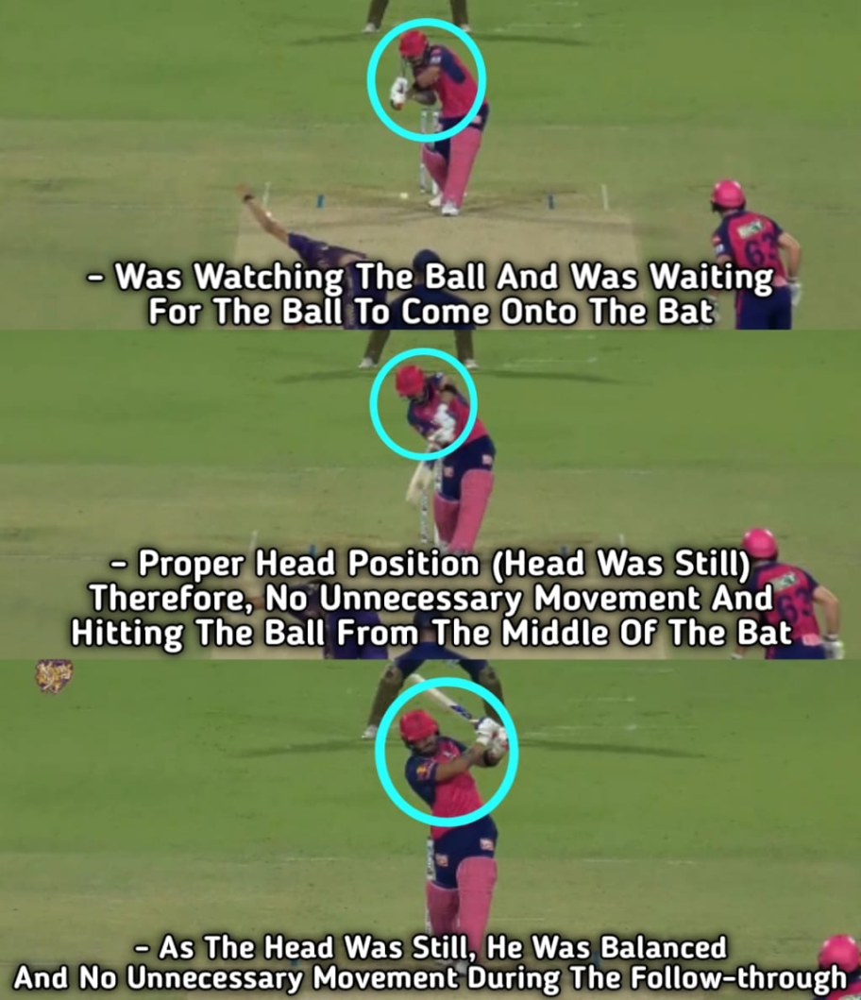 - Was Watching The Ball And Was Waiting
For The Ball To Come Onto The Bat
63
- Proper Head Position (Head Was Still)
Therefore, No Unnecessary Movement And
Hitting The Ball From The Middle Of The Bat
63
- As The Head Was Still, He Was Balanced
And No Unnecessary Movement During The Follow-through